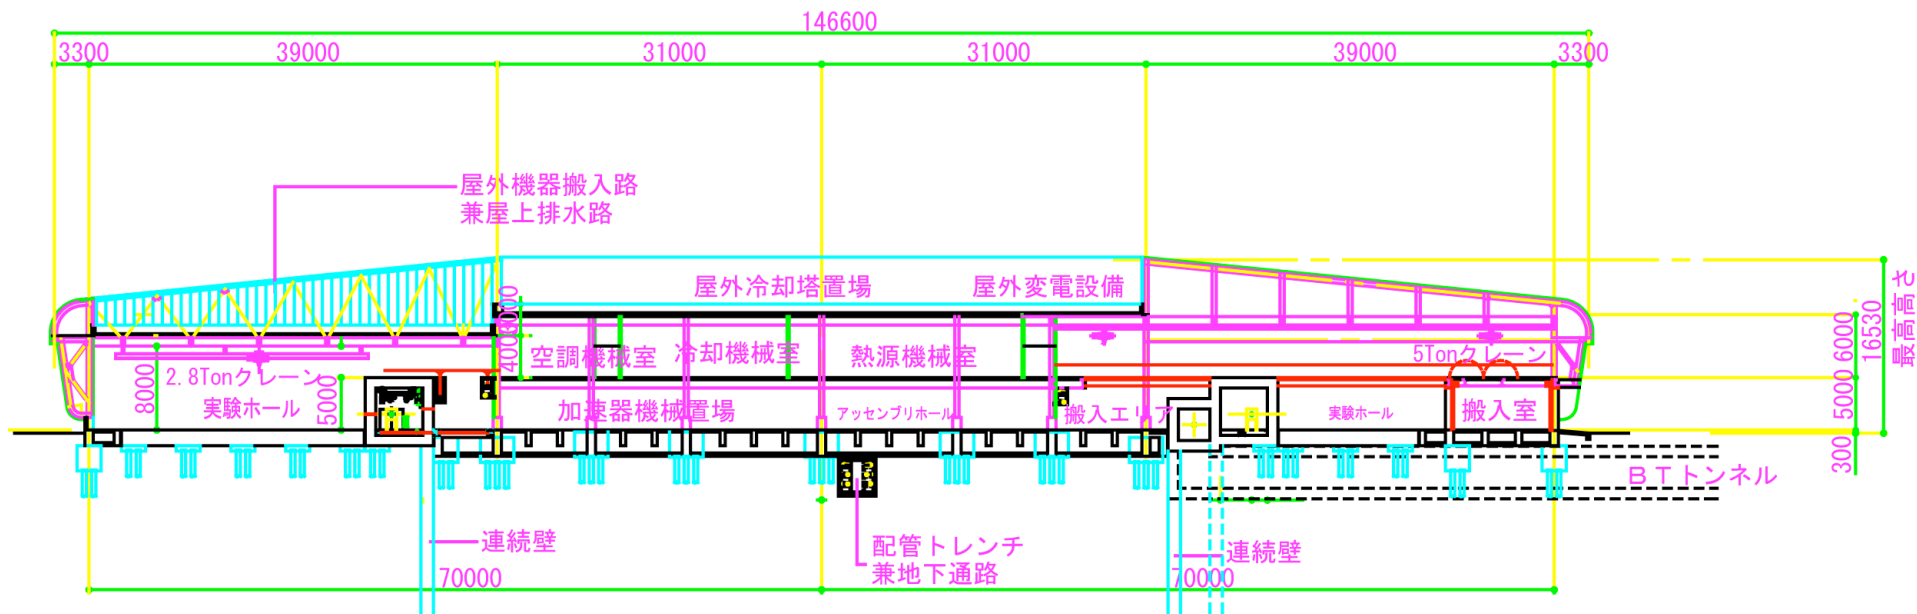 146600
3300 39000 31000 31000 39000 3300
屋外機器搬入路
兼屋上排水路
屋外冷却塔置場 屋外変電設備
最高高さ
16530
6000
5000
300
空調機械室 冷却機械室 熱源機械室 5Tonクレーン
2.8Tonクレーン
8000
5000
実験ホール 加速器機械置場 アッセンブリホール 搬入エリア 実験ホール 搬入室
BTトンネル
連続壁 配管トレンチ 連続壁
兼地下通路
70000 70000